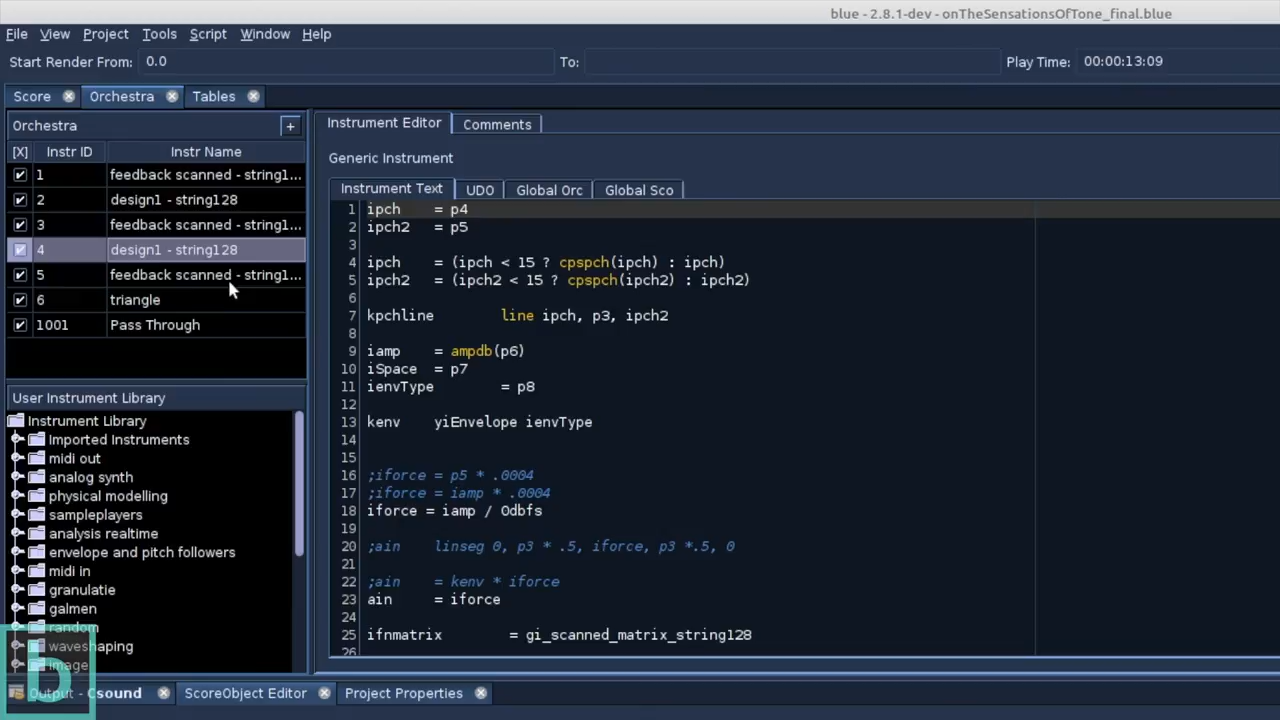 blue - 2.8.1-dev - onTheSensationsOfTone_final.blue
File View Project Tools Script Window Help
Start Render From: 0.0 To: Play Time: 00:00:13:09
Score Orchestra Tables
Orchestra +
[X] Instr ID Instr Name
1 feedback scanned - string1...
2 design1 - string128
3 feedback scanned - string1...
4 design1 - string128
5 feedback scanned - string1...
6 triangle
1001 Pass Through
User Instrument Library
Instrument Library
Imported Instruments
midi out
analog synth
physical modelling
sampleplayers
analysis realtime
envelope and pitch followers
midi in
granulatie
galmen
random
waveshaping
image
b
Instrument Editor Comments
Generic Instrument
Instrument Text UDO Global Orc Global Sco
1 ipch = p4
2 ipch2 = p5
3
4 ipch = (ipch < 15 ? cpspch(ipch) : ipch)
5 ipch2 = (ipch2 < 15 ? cpspch(ipch2) : ipch2)
6
7 kpchline line ipch, p3, ipch2
8
9 iamp = ampdb(p6)
10 iSpace = p7
11 ienvType = p8
12
13 kenv yiEnvelope ienvType
14
15
16 ;iforce = p5 * .0004
17 ;iforce = iamp * .0004
18 iforce = iamp / 0dbfs
19
20 ;ain linseg 0, p3 * .5, iforce, p3 *.5, 0
21
22 ;ain = kenv * iforce
23 ain = iforce
24
25 ifnmatrix = gi_scanned_matrix_string128
26
Output - Csound ScoreObject Editor Project Properties